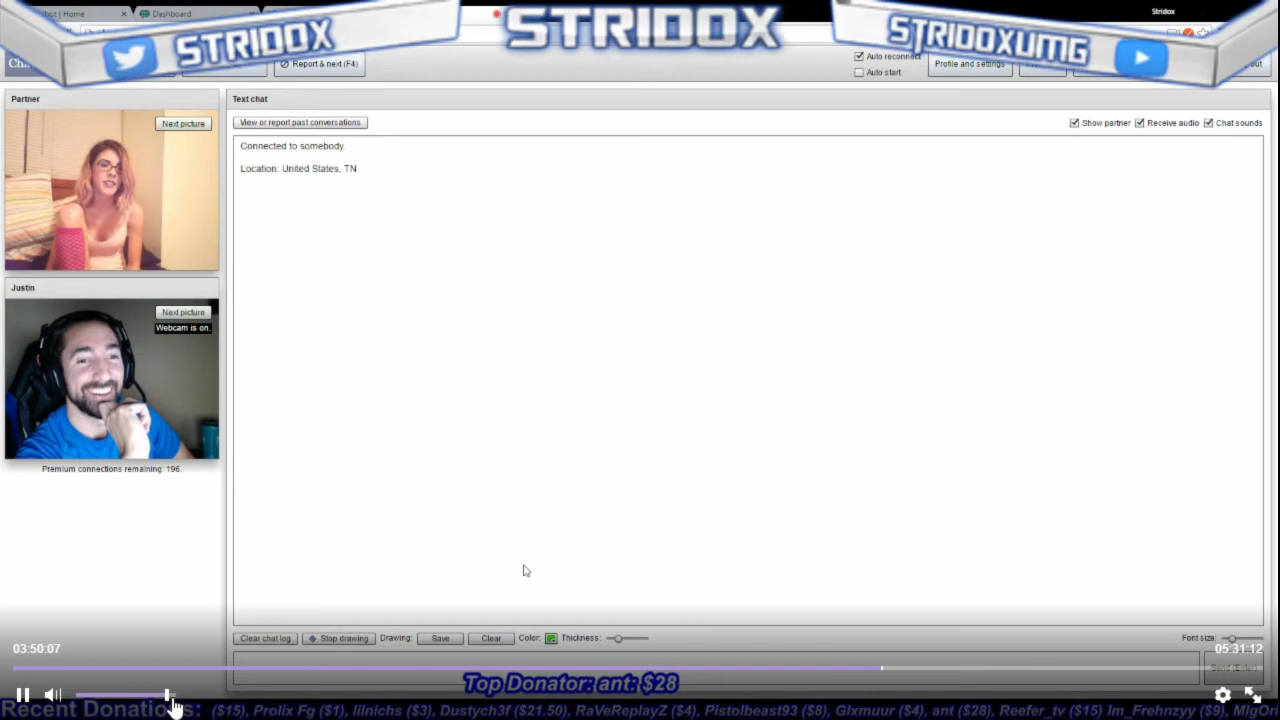 Home
Dashboard
Stridox
STRIDOX
STRIDOX
STRIDOXUMG
Report & next (F4)
Auto reconnect
Auto start
Profile and settings
Partner
Next picture
Text chat
View or report past conversations
Show partner
Receive audio
Chat sounds
Connected to somebody.
Location: United States, TN
Justin
Next picture
Webcam is on.
Premium connections remaining: 196.
Clear chat log
Stop drawing
Drawing:
Save
Clear
Color:
Thickness:
Font size:
03:50:07
05:31:12
Top Donator: ant: $28
Recent Donations: ($15), Prolix Fg ($1), lilnichs ($3), Dustych3f ($21.50), RaVeReplayZ ($4), Pistolbeast93 ($8), Glxmuur ($4), ant ($28), Reefer_tv ($15) Im_Frehnzyy ($9),